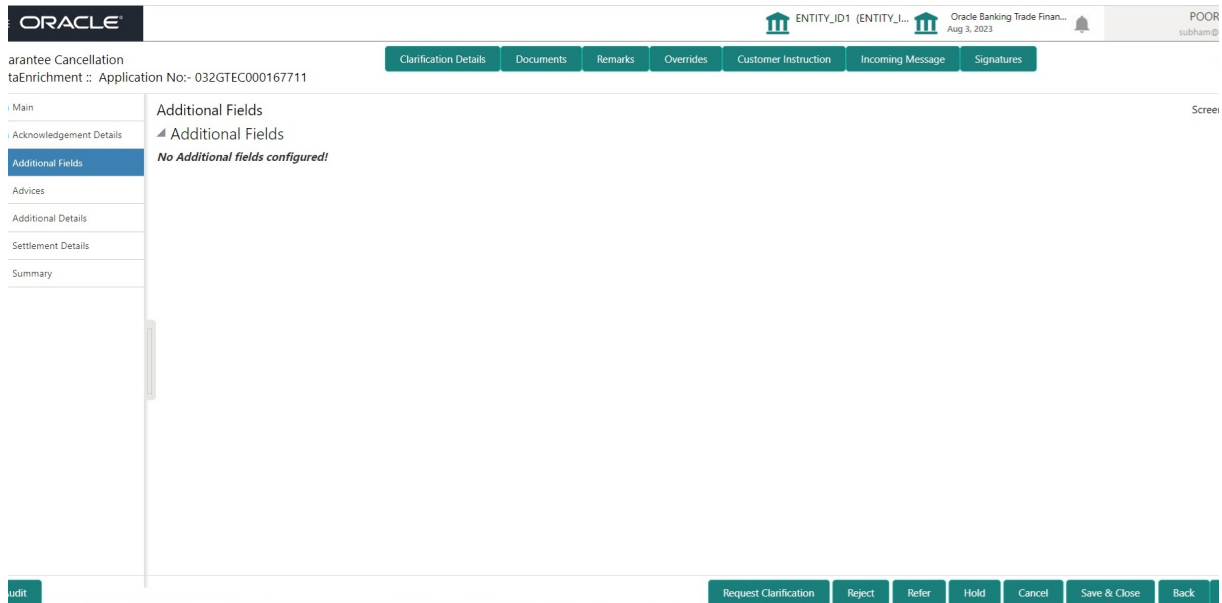 ORACLE
ENTITY_ID1 (ENTITY_I...
Oracle Banking Trade Finan...
Aug 3, 2023
POOR
subham@
arantee Cancellation
taEnrichment :: Application No:- 032GTEC000167711
Clarification Details
Documents
Remarks
Overrides
Customer Instruction
Incoming Message
Signatures
Main
Acknowledgement Details
Additional Fields
Advices
Additional Details
Settlement Details
Summary
Additional Fields
Screen
Additional Fields
No Additional fields configured!
udit
Request Clarification
Reject
Refer
Hold
Cancel
Save & Close
Back